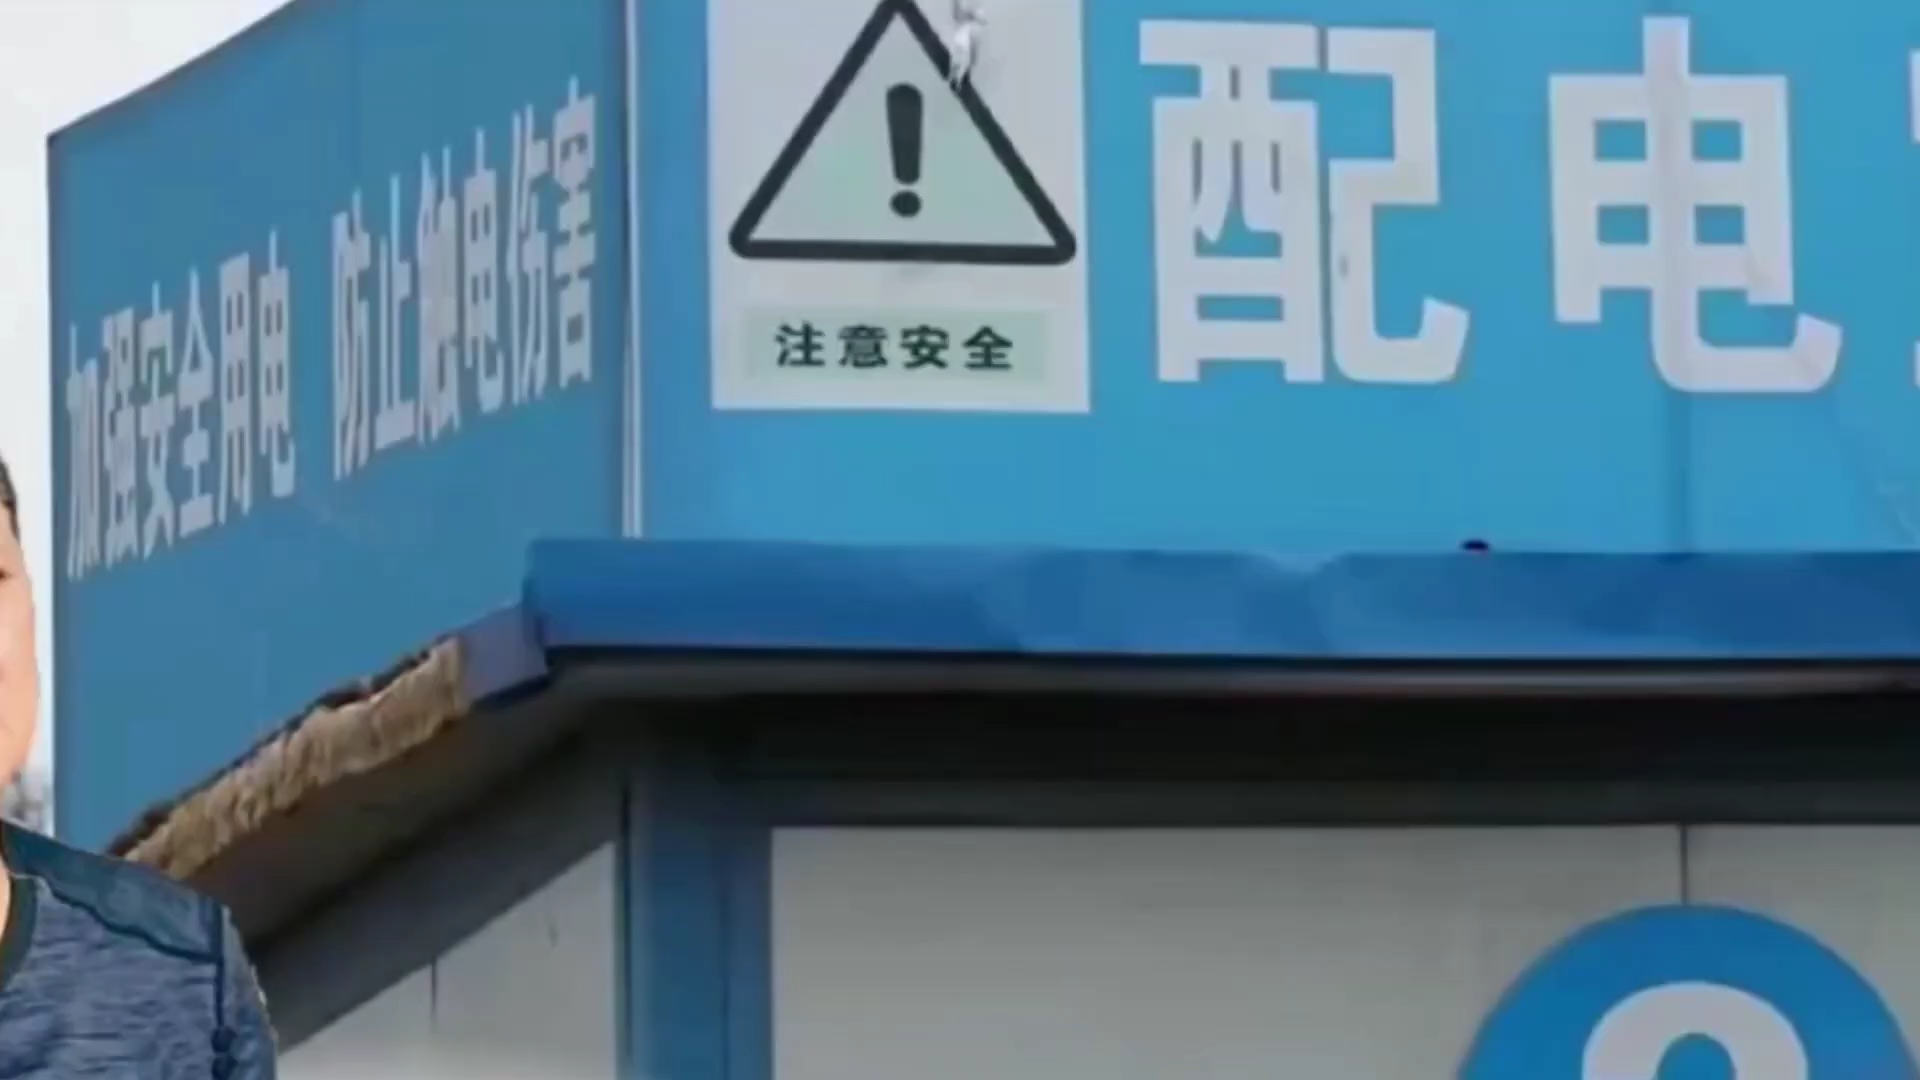 加强安全用电 防止触电伤害
注意安全
配电